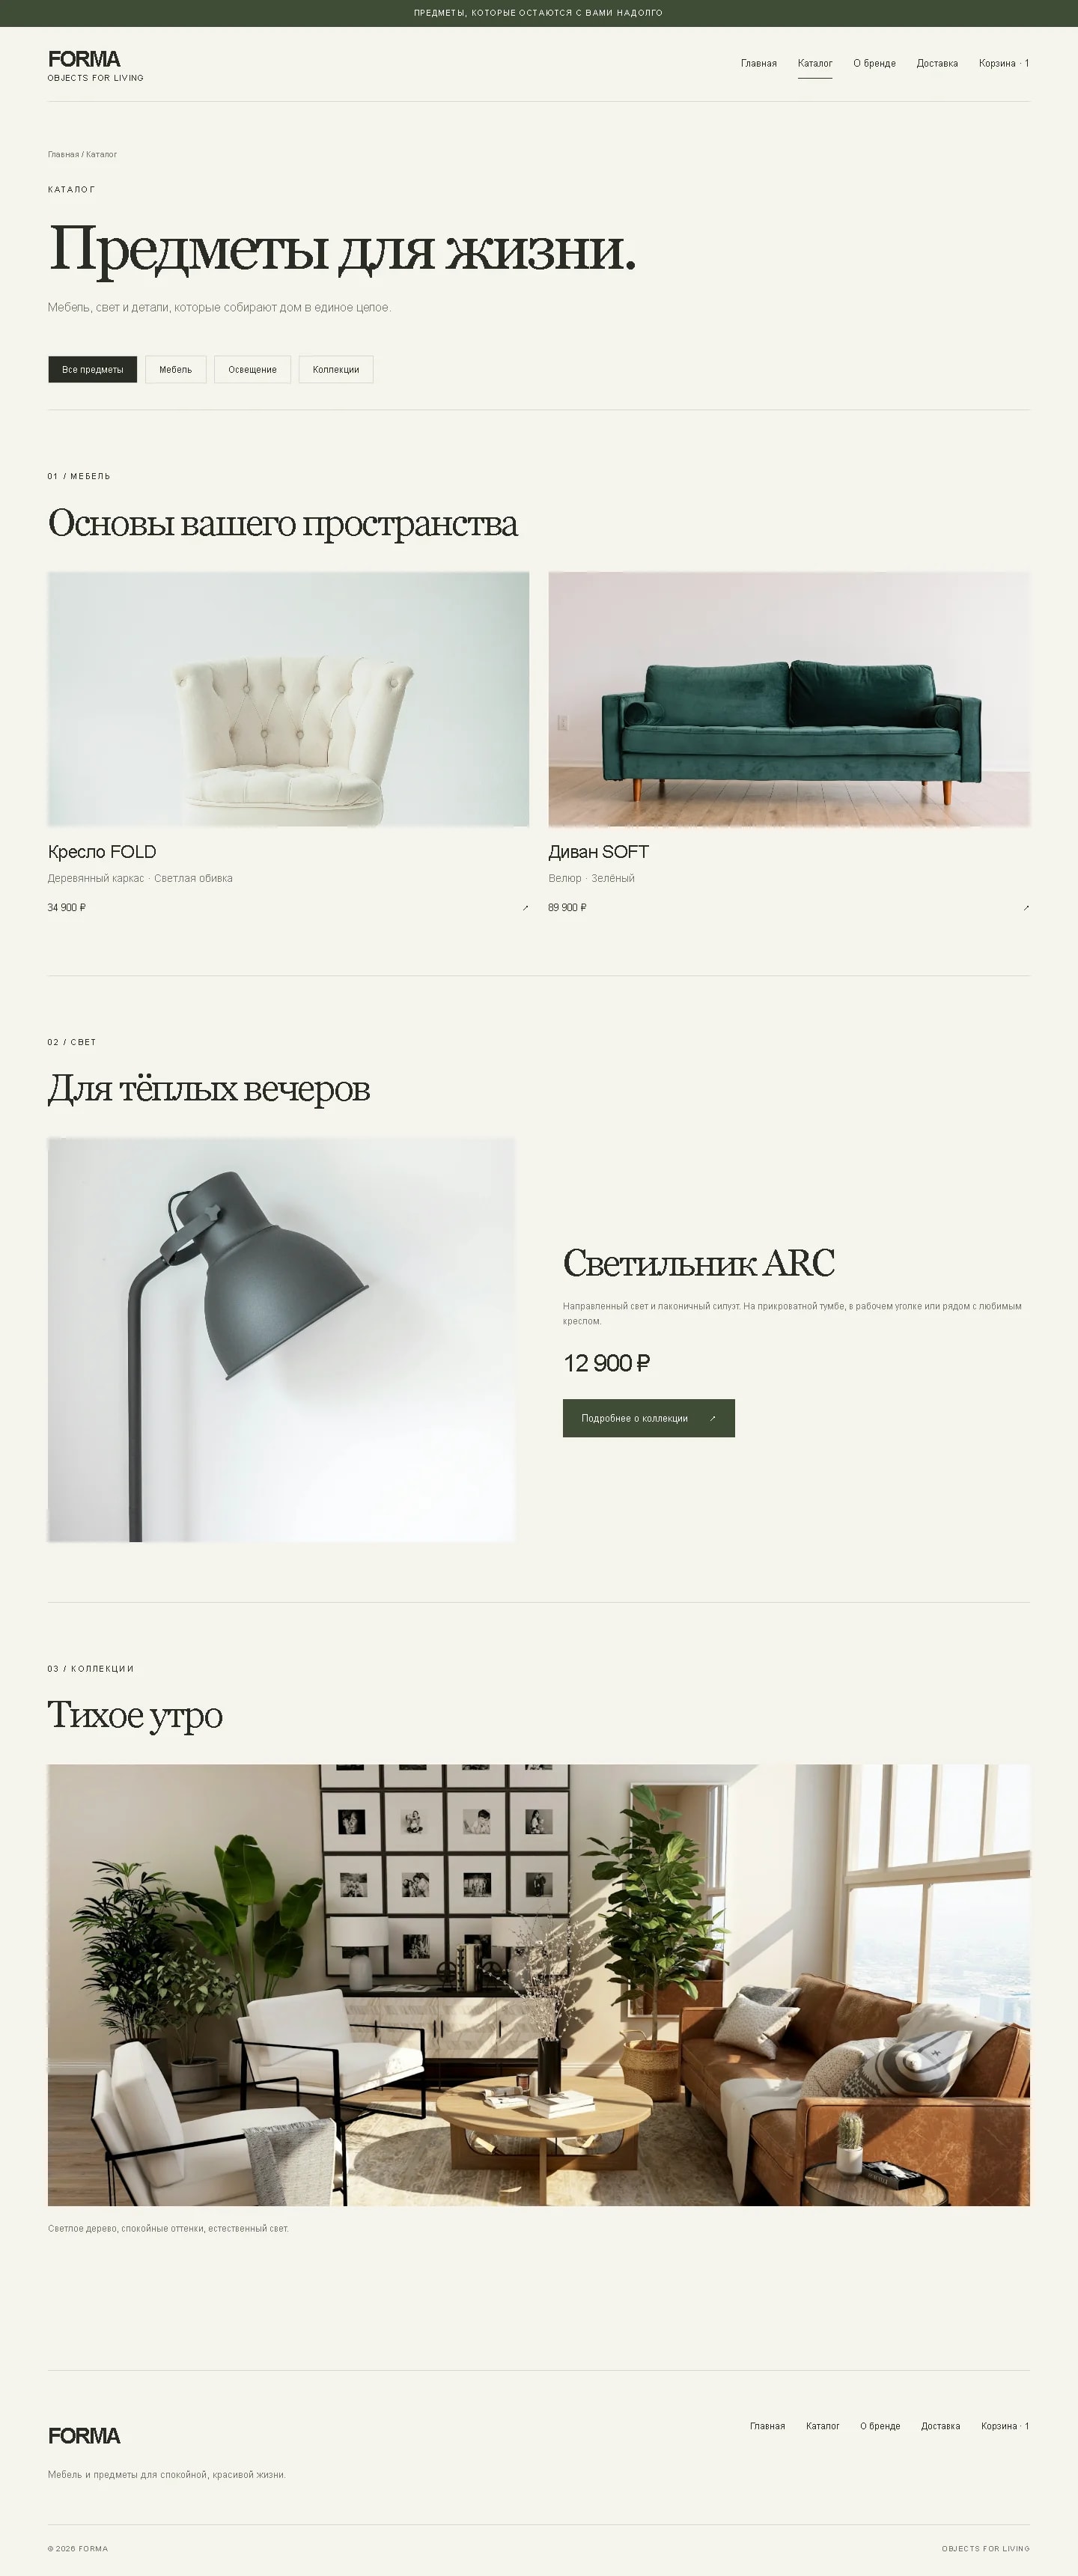 ПРЕДМЕТЫ, КОТОРЫЕ ОСТАЮТСЯ С ВАМИ НАДОЛГО
FORMA
OBJECTS FOR LIVING
Главная Каталог О бренде Доставка Корзина · 1
Главная / Каталог
КАТАЛОГ
Предметы для жизни.
Мебель, свет и детали, которые собирают дом в единое целое.
Все предметы Мебель Освещение Коллекции
01 / МЕБЕЛЬ
Основы вашего пространства
Кресло FOLD
Деревянный каркас · Светлая обивка
34 900 ₽ ↗
Диван SOFT
Велюр · Зелёный
89 900 ₽ ↗
02 / СВЕТ
Для тёплых вечеров
Светильник ARC
Направленный свет и лаконичный силуэт. На прикроватной тумбе, в рабочем уголке или рядом с любимым
креслом.
12 900 ₽
Подробнее о коллекции ↗
03 / КОЛЛЕКЦИИ
Тихое утро
Светлое дерево, спокойные оттенки, естественный свет.
FORMA
Мебель и предметы для спокойной, красивой жизни.
Главная Каталог О бренде Доставка Корзина · 1
© 2026 FORMA
OBJECTS FOR LIVING